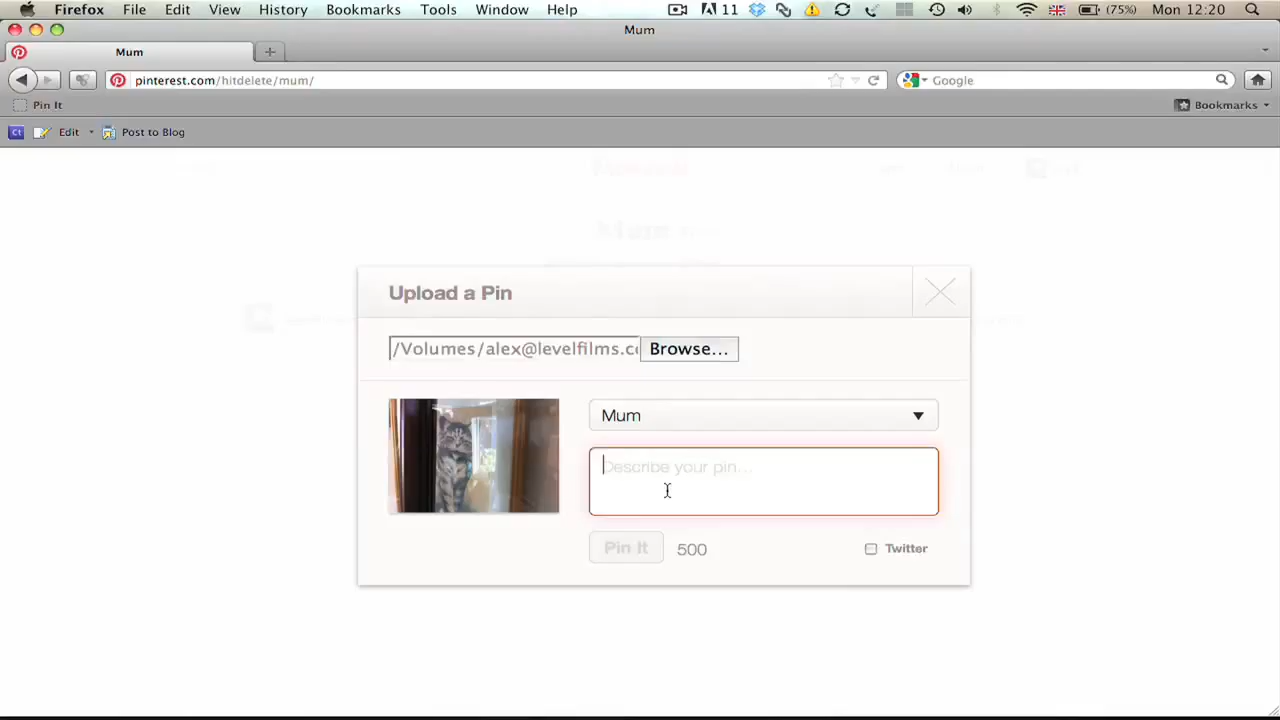 Firefox File Edit View History Bookmarks Tools Window Help 11 (75%) Mon 12:20
Mum
Mum
pinterest.com/hitdelete/mum/ Google
Pin It Bookmarks
Ct Edit Post to Blog
Mum
Upload a Pin
/Volumes/alex@levelfilms.c Browse...
Mum
Describe your pin...
Pin It 500 Twitter